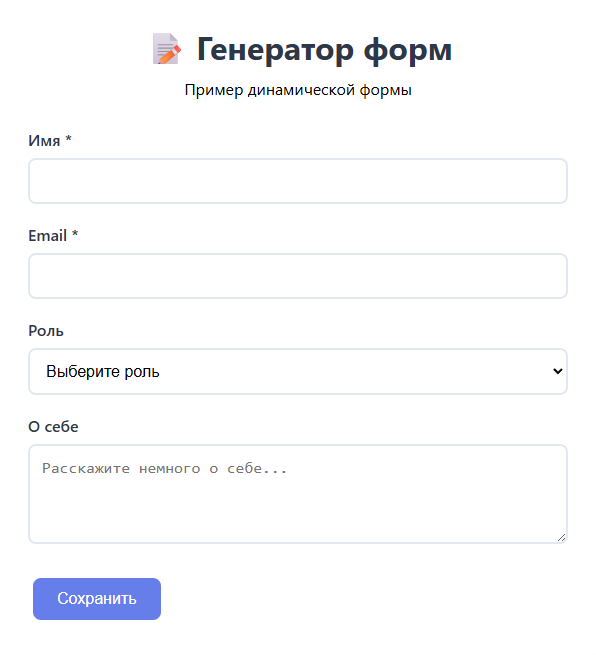 Генератор форм
Пример динамической формы
Имя *
Email *
Роль
Выберите роль
О себе
Расскажите немного о себе...
Сохранить